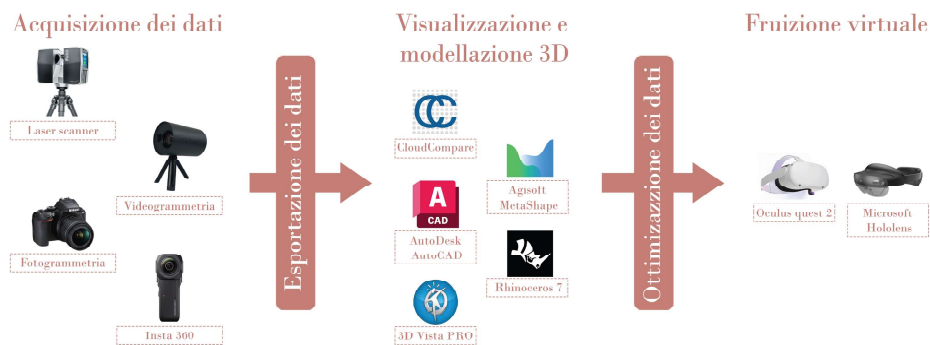 Acquisizione dei dati
Laser scanner
Videogrammetria
Fotogrammetria
Insta 360
Esportazione dei dati
Visualizzazione e
modellazione 3D
CloudCompare
Agisoft
MetaShape
A
CAD
AutoDesk
AutoCAD
Rhinoceros 7
3D Vista PRO
Ottimizazzione dei dati
Fruizione virtuale
Oculus quest 2
Microsoft
Hololens